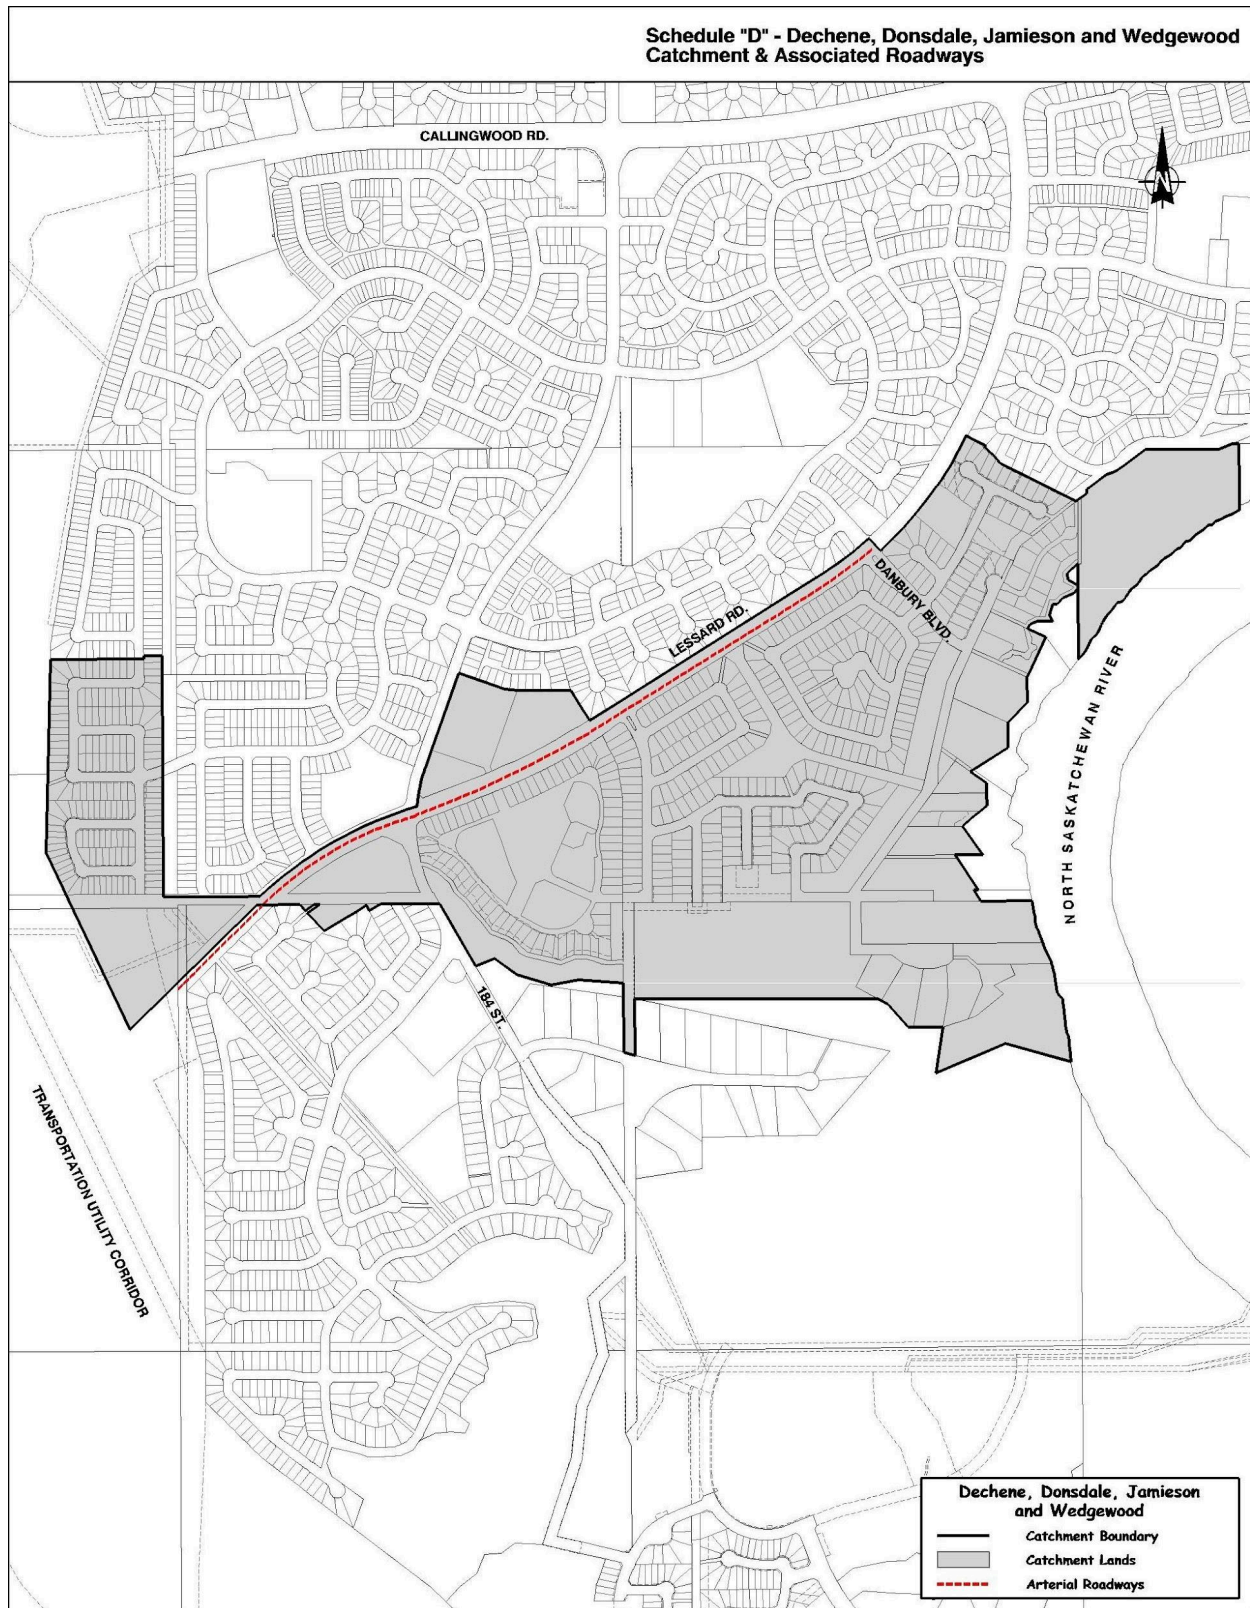 Schedule "D" - Dechene, Donsdale, Jamieson and Wedgewood
Catchment & Associated Roadways
CALLINGWOOD RD.
N
DANBURY BLVD.
LESSARD RD.
NORTH SASKATCHEWAN RIVER
184 ST.
TRANSPORTATION UTILITY CORRIDOR
Dechene, Donsdale, Jamieson
and Wedgewood
Catchment Boundary
Catchment Lands
Arterial Roadways